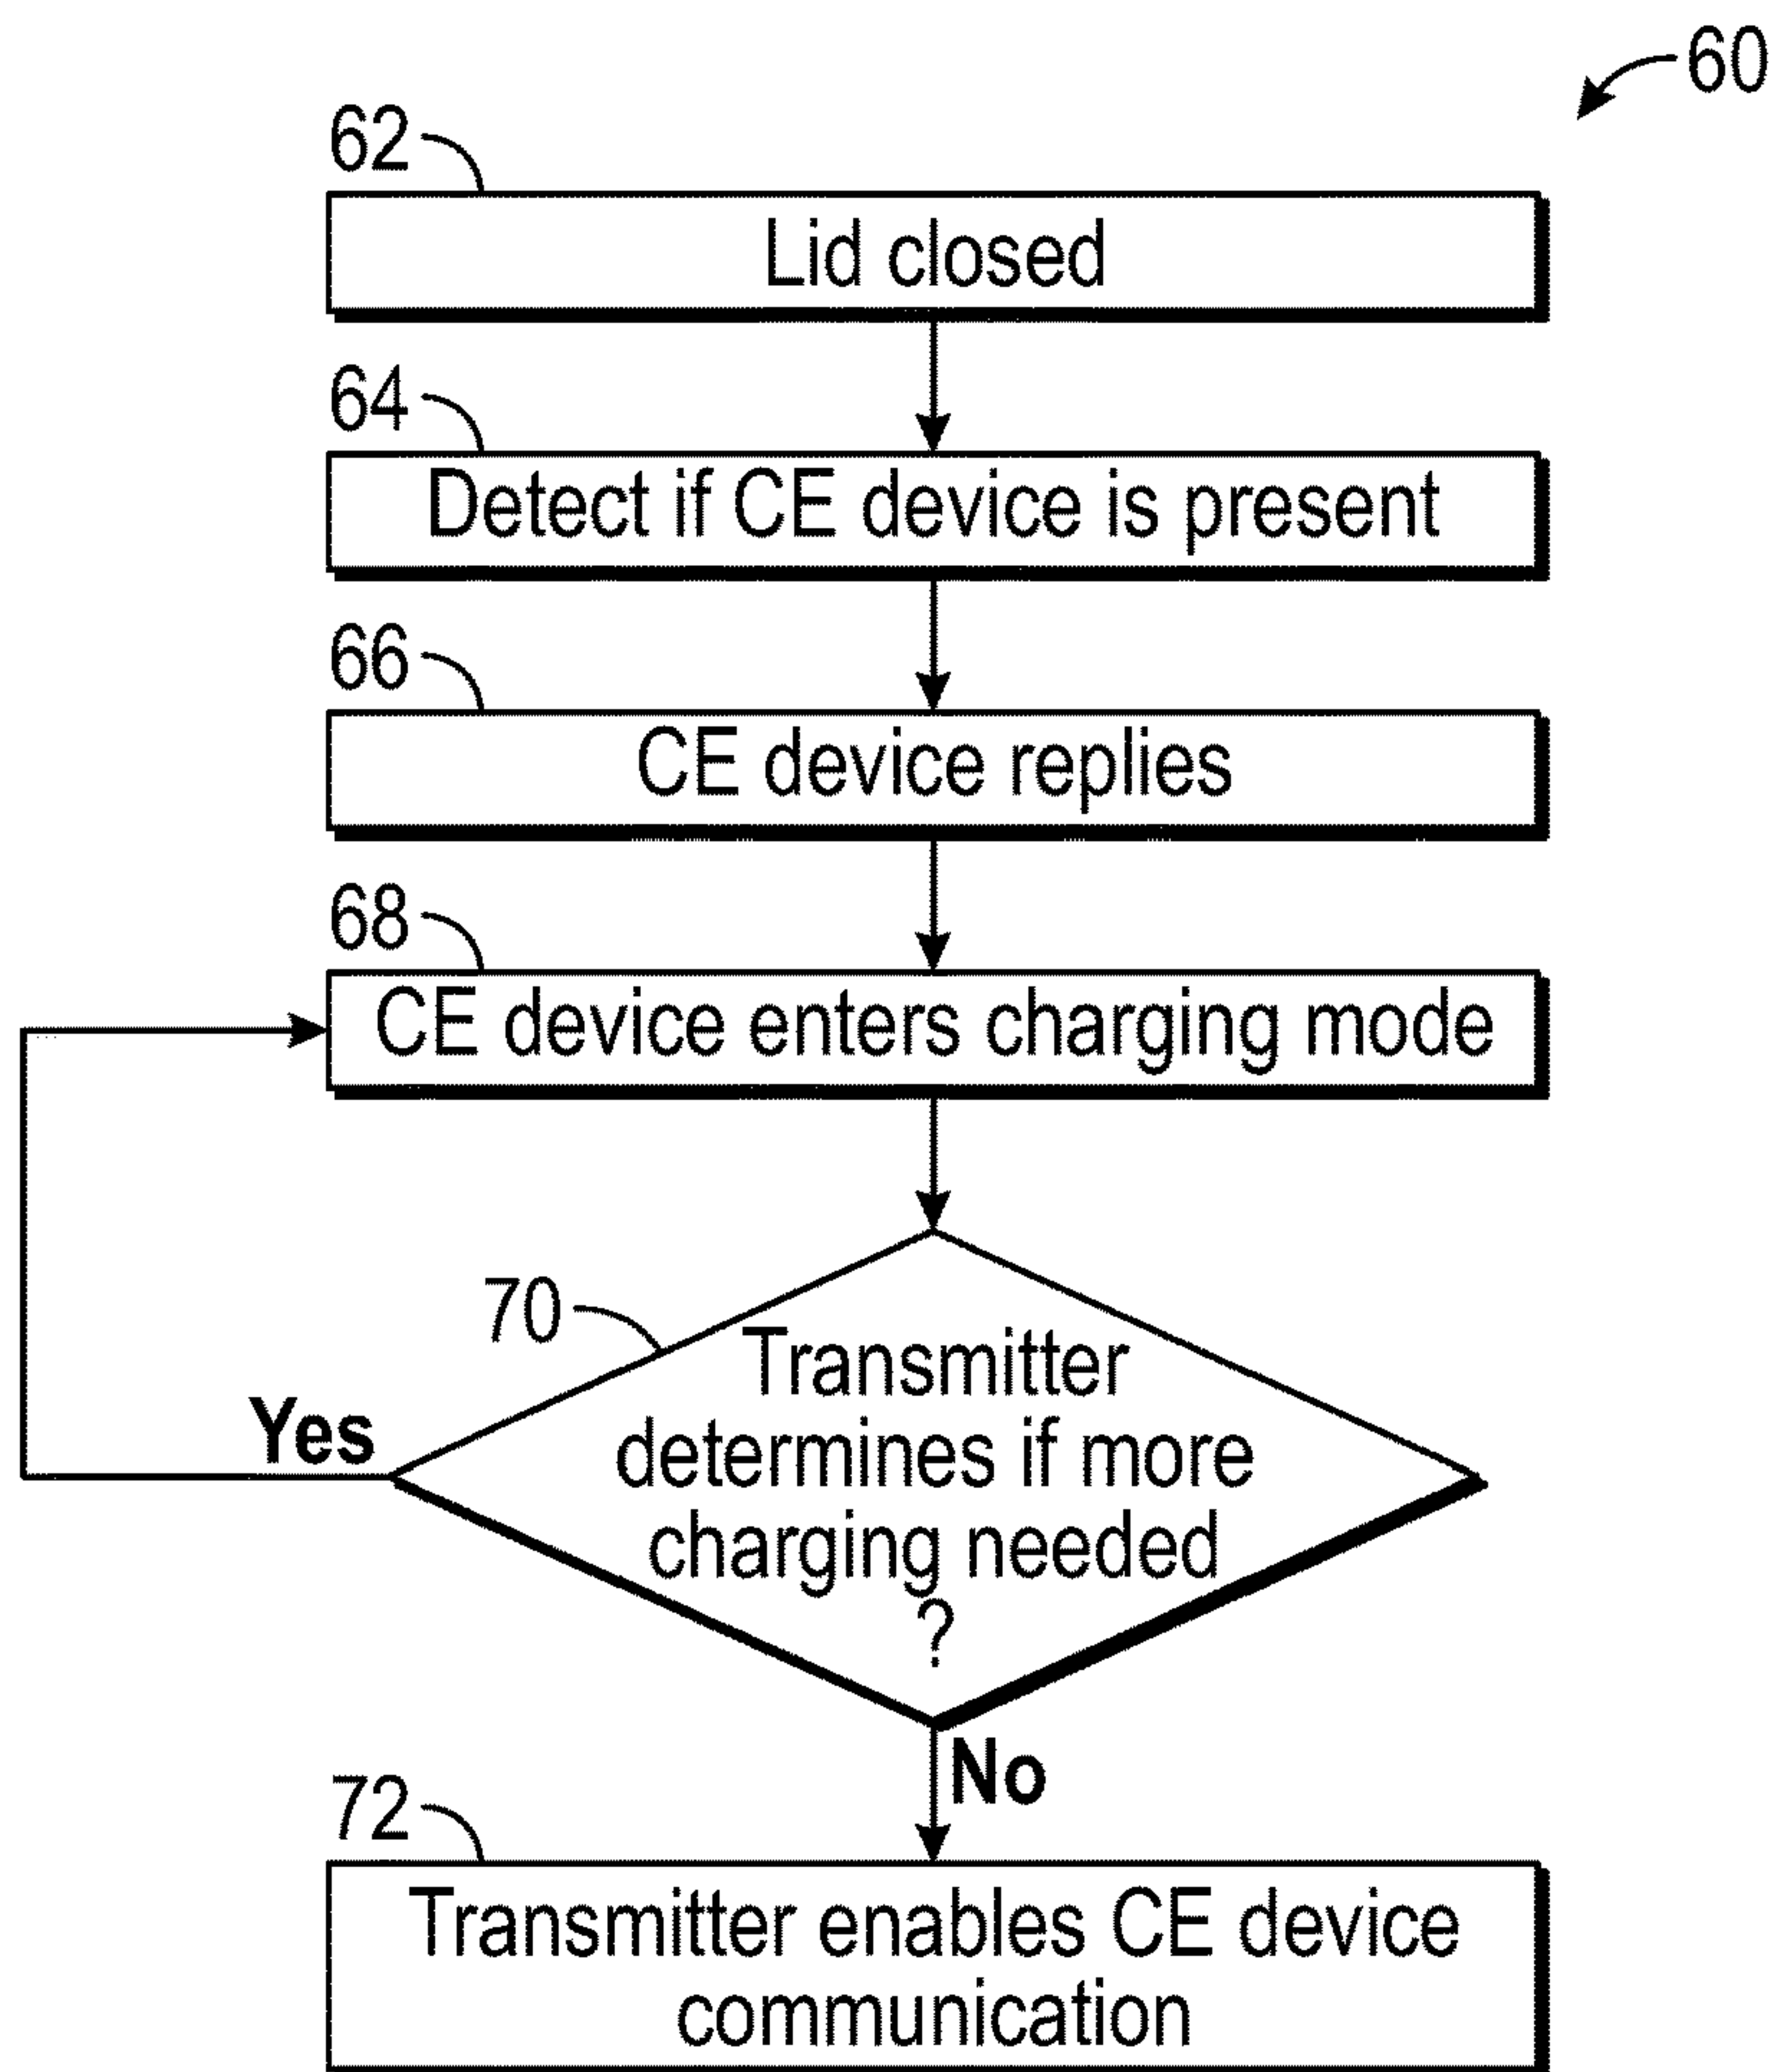 60
62
Lid closed
64
Detect if CE device is present
66
CE device replies
68
CE device enters charging mode
70
Transmitter
determines if more
charging needed
?
Yes
No
72
Transmitter enables CE device
communication